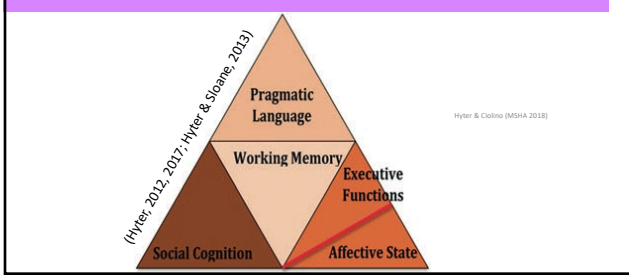 (Hyter, 2012, 2017; Hyter & Sloane, 2013)
Pragmatic
Language
Hyter & Ciolino (MSHA 2018)
Working Memory
Executive
Functions
Social Cognition
Affective State